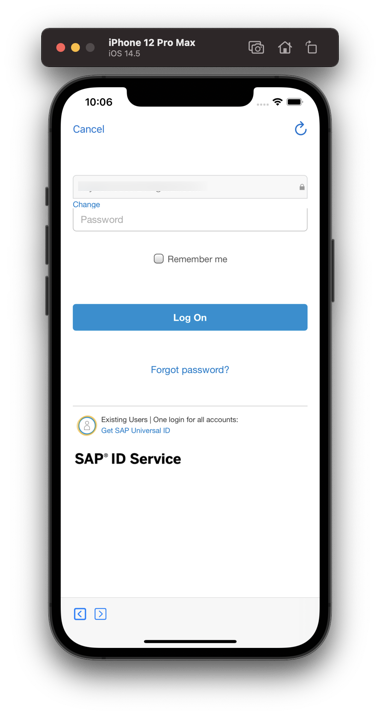 iPhone 12 Pro Max
iOS 14.5
10:06
Cancel
Change
Password
Remember me
Log On
Forgot password?
Existing Users | One login for all accounts:
Get SAP Universal ID
SAP® ID Service